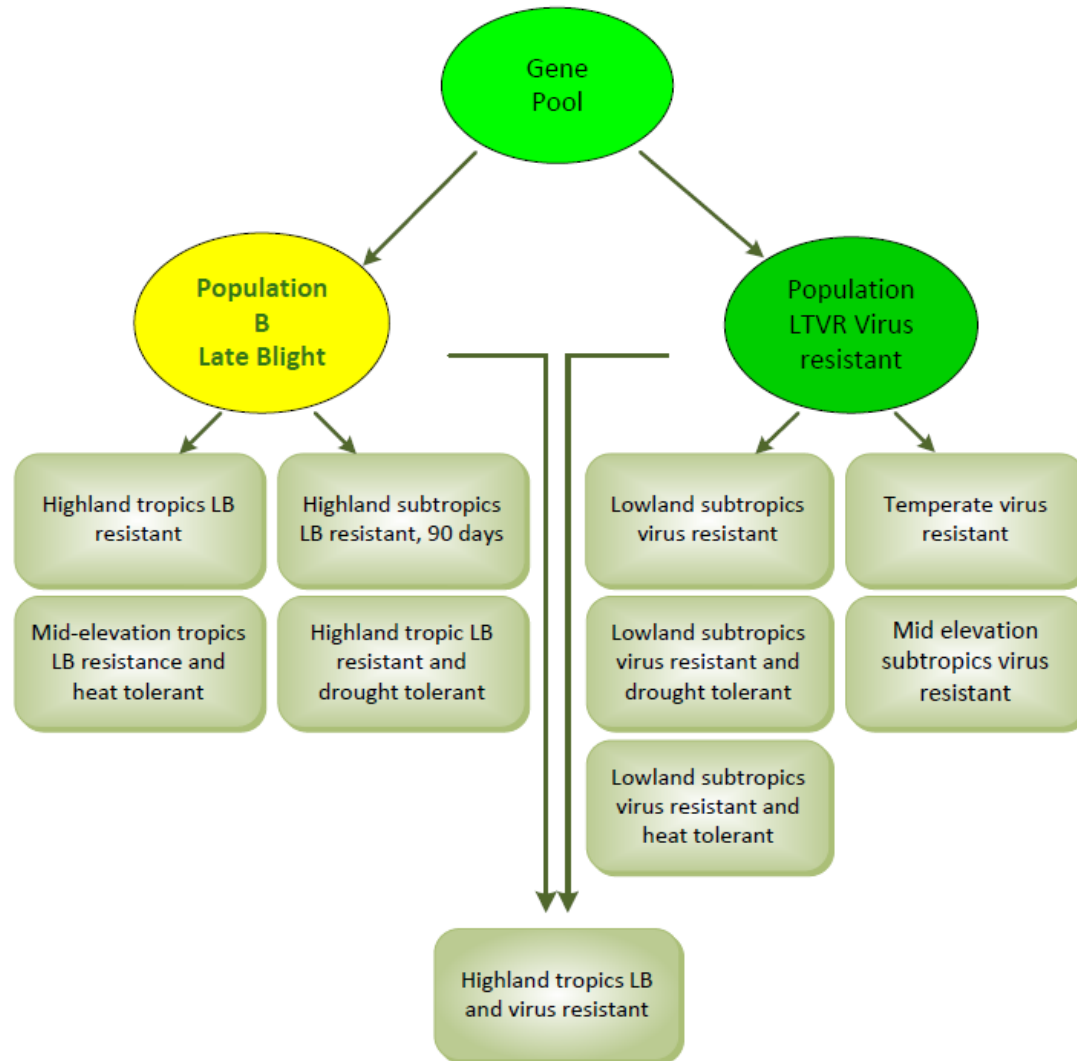 Gene
Pool
Population
B
Late Blight
Population
LTVR Virus
resistant
Highland tropics LB
resistant
Highland subtropics
LB resistant, 90 days
Lowland subtropics
virus resistant
Temperate virus
resistant
Mid-elevation tropics
LB resistance and
heat tolerant
Highland tropic LB
resistant and
drought tolerant
Lowland subtropics
virus resistant and
drought tolerant
Mid elevation
subtropics virus
resistant
Lowland subtropics
virus resistant and
heat tolerant
Highland tropics LB
and virus resistant